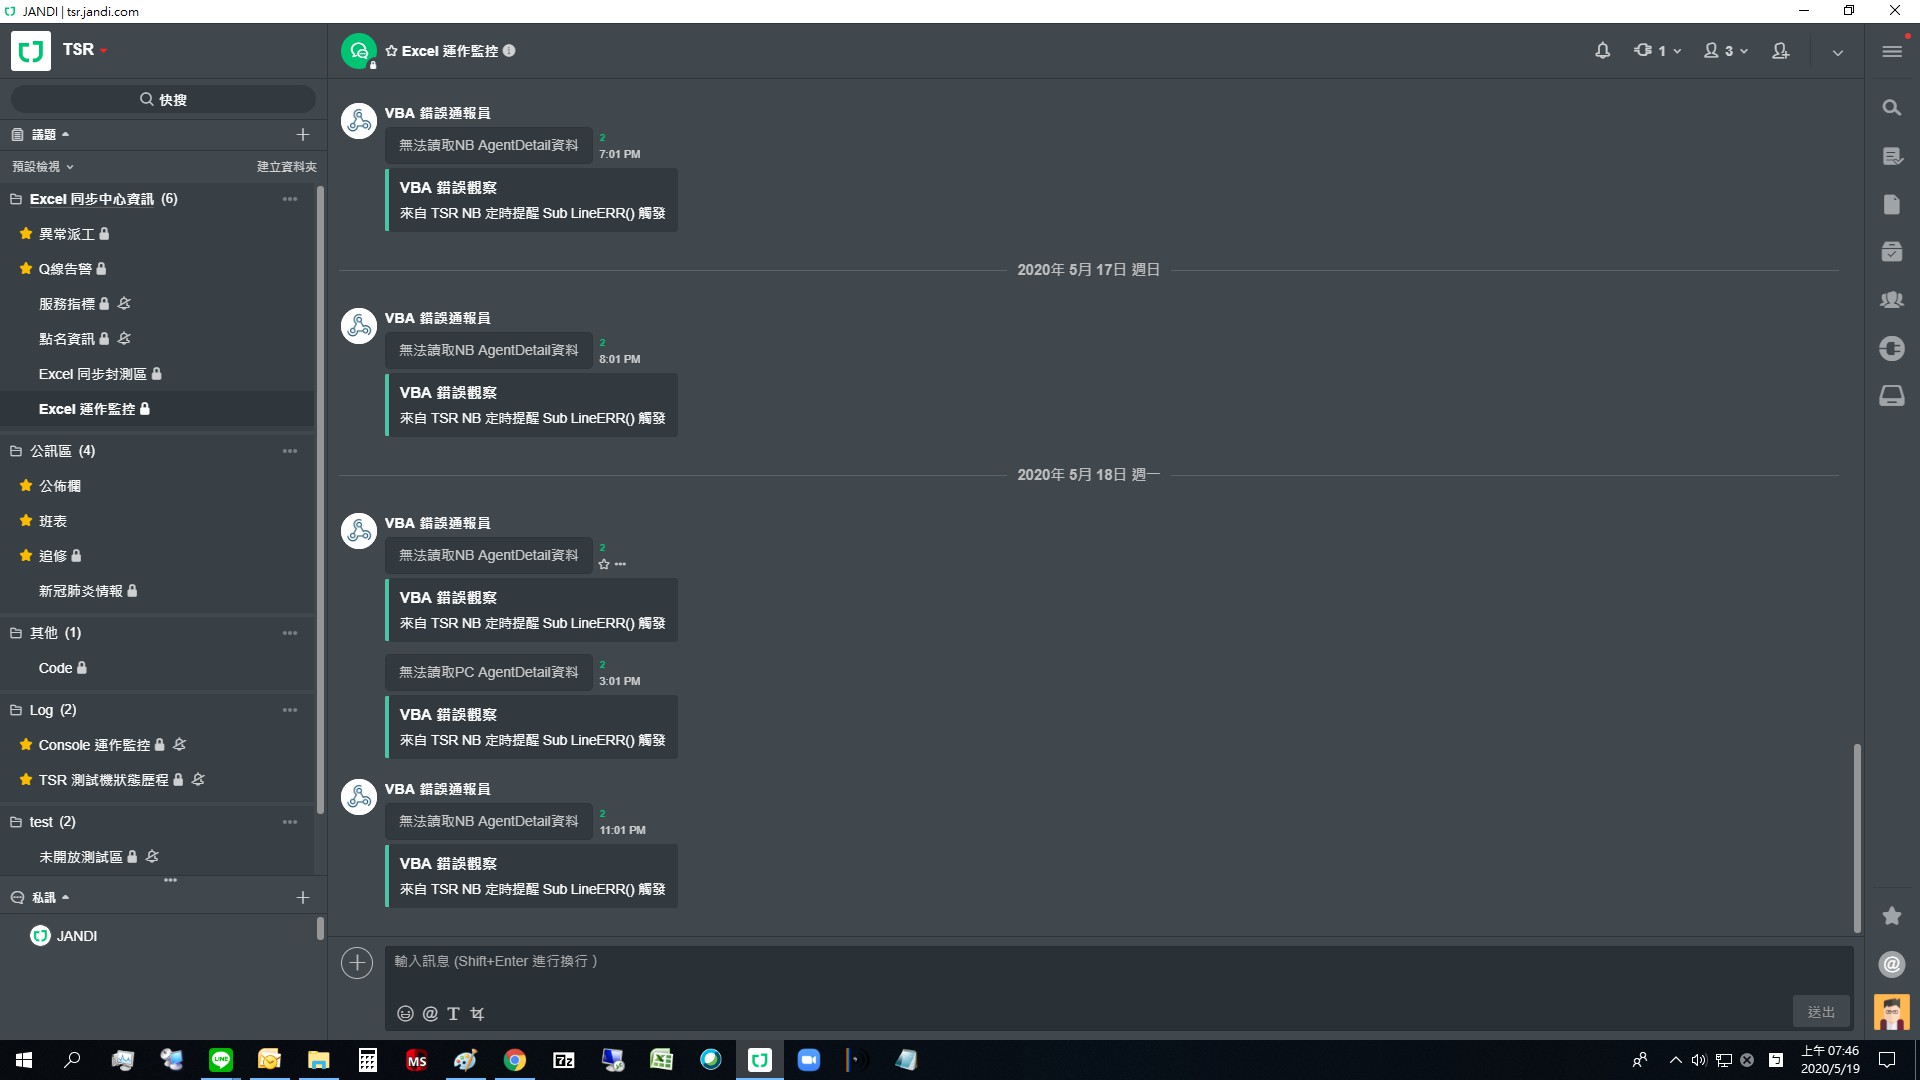 JANDI | tsr.jandi.com
TSR
快搜
議題
預設檢視
建立資料夾
Excel 同步中心資訊 (6)
異常派工
Q線告警
服務指標
點名資訊
Excel 同步封測區
Excel 運作監控
公訊區 (4)
公佈欄
班表
追修
新冠肺炎情報
其他 (1)
Code
Log (2)
Console 運作監控
TSR 測試機狀態歷程
test (2)
未開放測試區
私訊
JANDI
Excel 運作監控
1
3
VBA 錯誤通報員
無法讀取NB AgentDetail資料
2
7:01 PM
VBA 錯誤觀察
來自 TSR NB 定時提醒 Sub LineERR() 觸發
2020年 5月 17日 週日
VBA 錯誤通報員
無法讀取NB AgentDetail資料
2
8:01 PM
VBA 錯誤觀察
來自 TSR NB 定時提醒 Sub LineERR() 觸發
2020年 5月 18日 週一
VBA 錯誤通報員
無法讀取NB AgentDetail資料
2
VBA 錯誤觀察
來自 TSR NB 定時提醒 Sub LineERR() 觸發
無法讀取PC AgentDetail資料
2
3:01 PM
VBA 錯誤觀察
來自 TSR NB 定時提醒 Sub LineERR() 觸發
VBA 錯誤通報員
無法讀取NB AgentDetail資料
2
11:01 PM
VBA 錯誤觀察
來自 TSR NB 定時提醒 Sub LineERR() 觸發
輸入訊息 (Shift+Enter 進行換行 )
送出
LINE
MS
7z
上午 07:46
2020/5/19